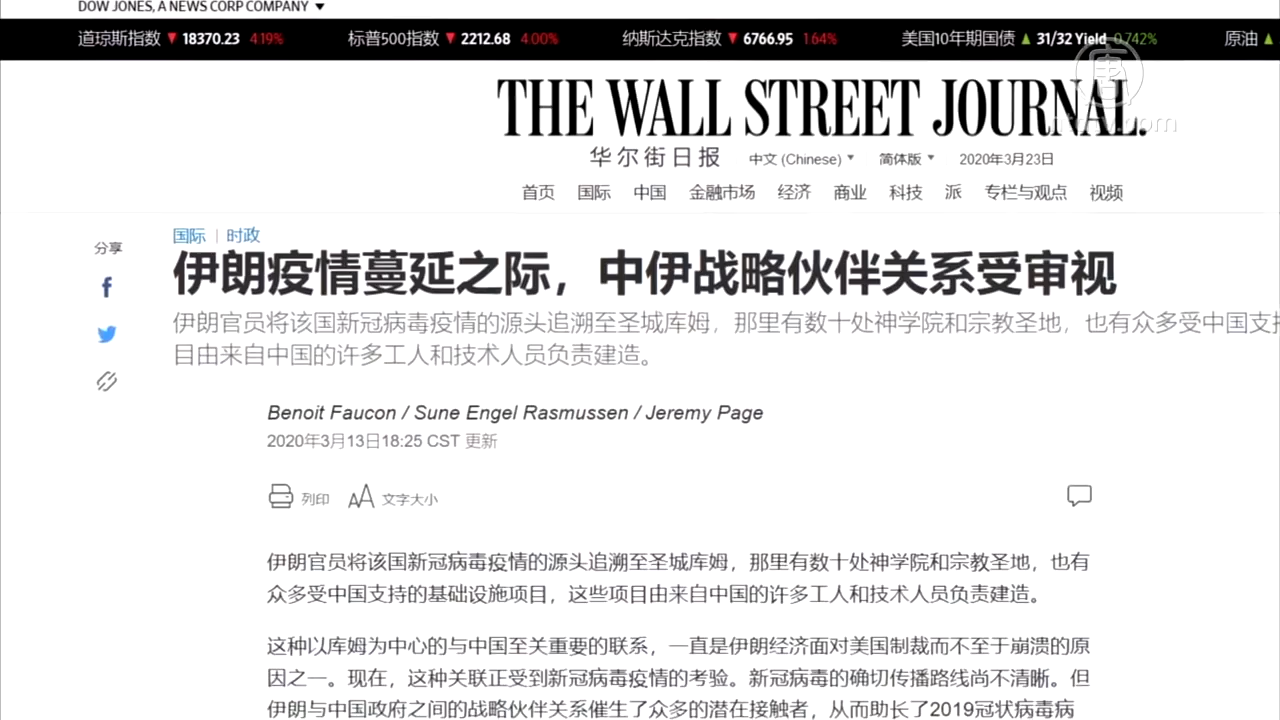 DOW JONES, A NEWS CORP COMPANY ▼
道琼斯指数 ▼ 18370.23 4.19% 标普500指数 ▼ 2212.68 4.00% 纳斯达克指数 ▼ 6766.95 1.64% 美国10年期国债 ▲ 31/32 Yield 0.742% 原油 ▲
THE WALL STREET JOURNAL.
华尔街日报 中文 (Chinese) ▼ 简体版 ▼ 2020年3月23日
首页 国际 中国 金融市场 经济 商业 科技 派 专栏与观点 视频
国际 | 时政
分享
伊朗疫情蔓延之际，中伊战略伙伴关系受审视
伊朗官员将该国新冠病毒疫情的源头追溯至圣城库姆，那里有数十处神学院和宗教圣地，也有众多受中国支持
目由来自中国的许多工人和技术人员负责建造。
Benoit Faucon / Sune Engel Rasmussen / Jeremy Page
2020年3月13日18:25 CST 更新
列印 AA 文字大小
伊朗官员将该国新冠病毒疫情的源头追溯至圣城库姆，那里有数十处神学院和宗教圣地，也有
众多受中国支持的基础设施项目，这些项目由来自中国的许多工人和技术人员负责建造。
这种以库姆为中心的与中国至关重要的联系，一直是伊朗经济面对美国制裁而不至于崩溃的原
因之一。现在，这种关联正受到新冠病毒疫情的考验。新冠病毒的确切传播路线尚不清晰。但
伊朗与中国政府之间的战略伙伴关系催生了众多的潜在接触者，从而助长了2019冠状病毒病